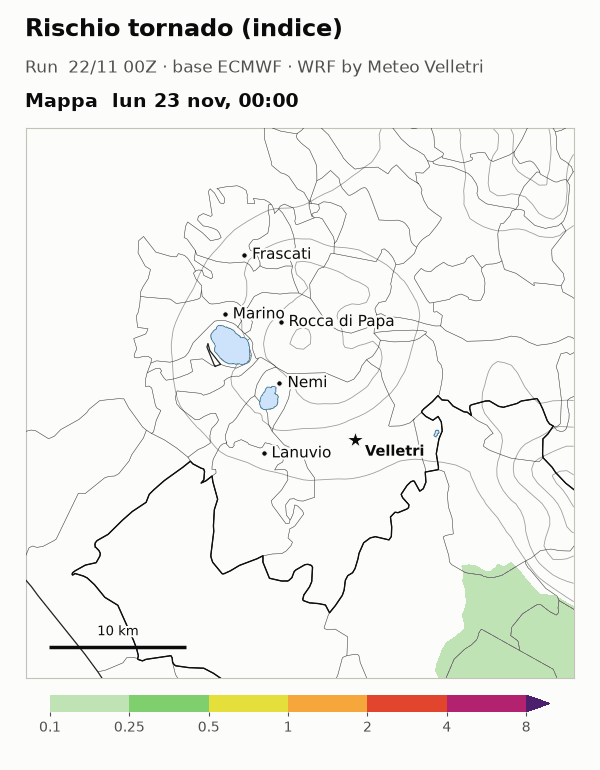 Rischio tornado (indice)
Run  22/11 00Z · base ECMWF · WRF by Meteo Velletri
Mappa  lun 23 nov, 00:00
Frascati
Marino
Rocca di Papa
Nemi
Velletri
Lanuvio
10 km
0.1 0.25 0.5 1 2 4 8